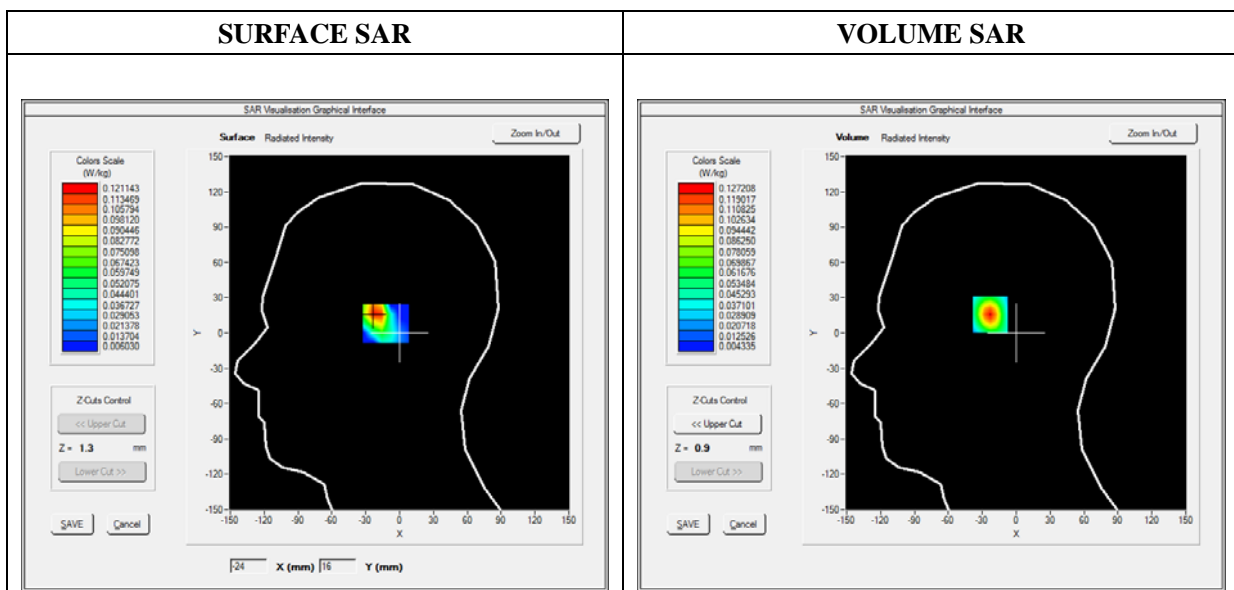 SURFACE SAR
VOLUME SAR
SAR Visualisation Graphical Interface
Surface Radiated Intensity
Zoom In/Out
Colors Scale
(W/kg)
0.121143
0.113469
0.105794
0.098120
0.090446
0.082772
0.075098
0.067423
0.059749
0.052075
0.044401
0.036727
0.029053
0.021378
0.013704
0.006030
Z-Cuts Control
<< Upper Cut
Z = 1.3 mm
Lower Cut >>
SAVE Cancel
150
120
90
60
30
0
-30
-60
-90
-120
-150
Y
-150 -120 -90 -60 -30 0 30 60 90 120 150
X
-24 X (mm) 16 Y (mm)
SAR Visualisation Graphical Interface
Volume Radiated Intensity
Zoom In/Out
Colors Scale
(W/kg)
0.127208
0.119017
0.110825
0.102634
0.094442
0.086250
0.078059
0.069867
0.061676
0.053484
0.045293
0.037101
0.028909
0.020718
0.012526
0.004335
Z-Cuts Control
<< Upper Cut
Z = 0.9 mm
Lower Cut >>
SAVE Cancel
150
120
90
60
30
0
-30
-60
-90
-120
-150
Y
-150 -120 -90 -60 -30 0 30 60 90 120 150
X